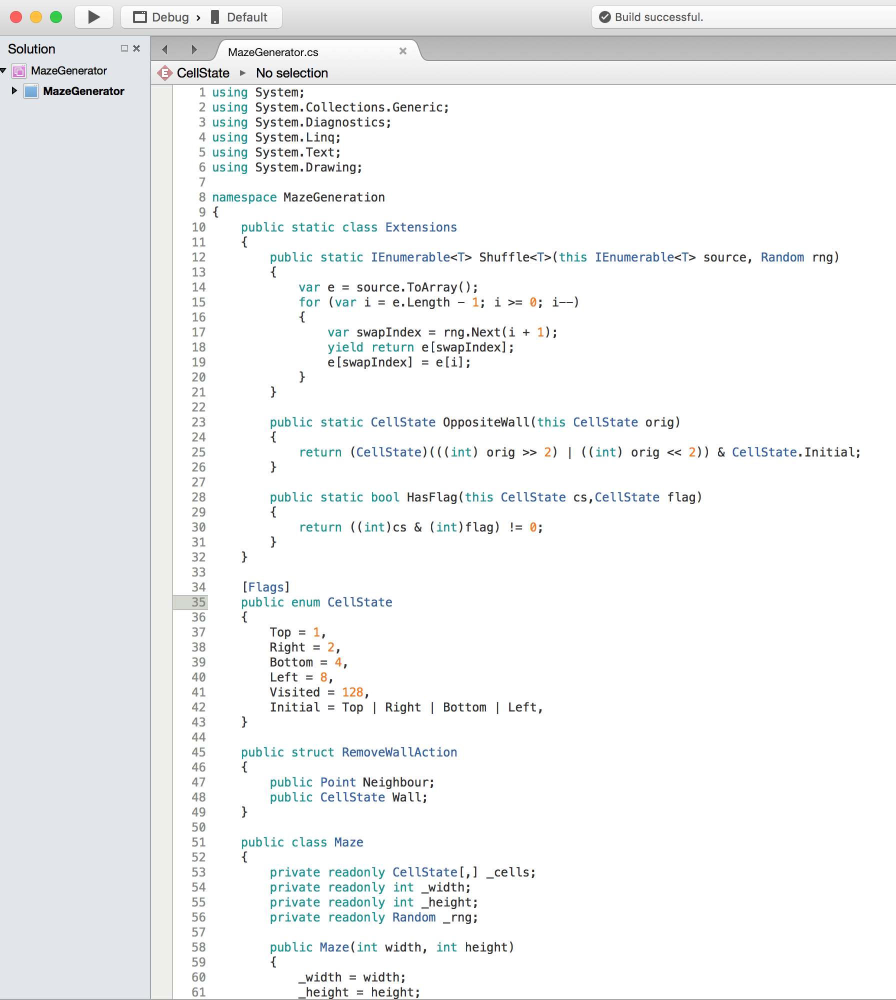 Debug › Default
Build successful.
Solution
MazeGenerator
MazeGenerator
MazeGenerator.cs
E CellState ▸ No selection
1 using System;
2 using System.Collections.Generic;
3 using System.Diagnostics;
4 using System.Linq;
5 using System.Text;
6 using System.Drawing;
7
8 namespace MazeGeneration
9 {
10     public static class Extensions
11     {
12         public static IEnumerable<T> Shuffle<T>(this IEnumerable<T> source, Random rng)
13         {
14             var e = source.ToArray();
15             for (var i = e.Length - 1; i >= 0; i--)
16             {
17                 var swapIndex = rng.Next(i + 1);
18                 yield return e[swapIndex];
19                 e[swapIndex] = e[i];
20             }
21         }
22
23         public static CellState OppositeWall(this CellState orig)
24         {
25             return (CellState)(((int) orig >> 2) | ((int) orig << 2)) & CellState.Initial;
26         }
27
28         public static bool HasFlag(this CellState cs,CellState flag)
29         {
30             return ((int)cs & (int)flag) != 0;
31         }
32     }
33
34     [Flags]
35     public enum CellState
36     {
37         Top = 1,
38         Right = 2,
39         Bottom = 4,
40         Left = 8,
41         Visited = 128,
42         Initial = Top | Right | Bottom | Left,
43     }
44
45     public struct RemoveWallAction
46     {
47         public Point Neighbour;
48         public CellState Wall;
49     }
50
51     public class Maze
52     {
53         private readonly CellState[,] _cells;
54         private readonly int _width;
55         private readonly int _height;
56         private readonly Random _rng;
57
58         public Maze(int width, int height)
59         {
60             _width = width;
61             _height = height;